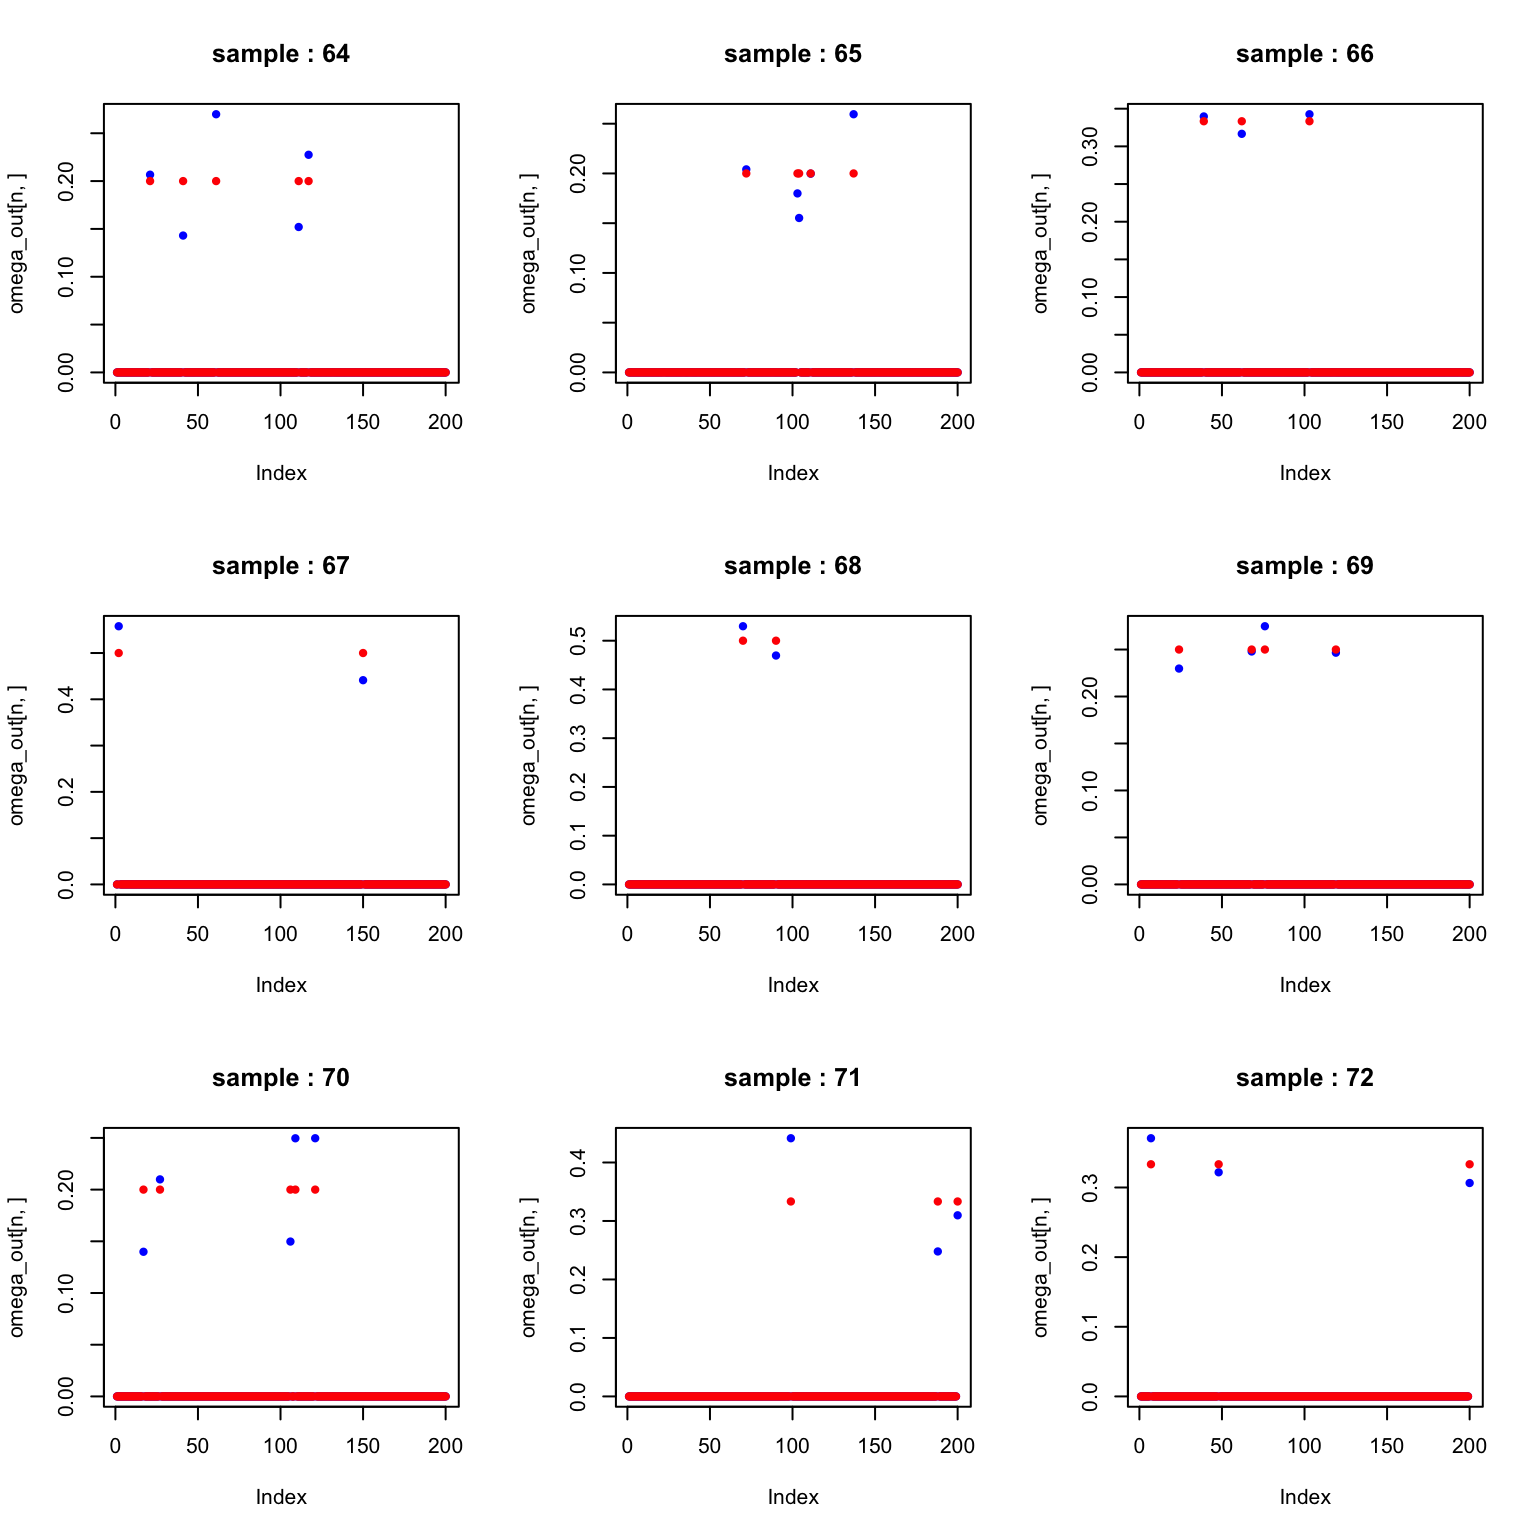 sample : 64
omega_out[n, ]
0.00 0.10 0.20
0 50 100 150 200
Index
sample : 65
omega_out[n, ]
0.00 0.10 0.20
0 50 100 150 200
Index
sample : 66
omega_out[n, ]
0.00 0.10 0.20 0.30
0 50 100 150 200
Index
sample : 67
omega_out[n, ]
0.0 0.2 0.4
0 50 100 150 200
Index
sample : 68
omega_out[n, ]
0.0 0.1 0.2 0.3 0.4 0.5
0 50 100 150 200
Index
sample : 69
omega_out[n, ]
0.00 0.10 0.20
0 50 100 150 200
Index
sample : 70
omega_out[n, ]
0.00 0.10 0.20
0 50 100 150 200
Index
sample : 71
omega_out[n, ]
0.0 0.1 0.2 0.3 0.4
0 50 100 150 200
Index
sample : 72
omega_out[n, ]
0.0 0.1 0.2 0.3
0 50 100 150 200
Index